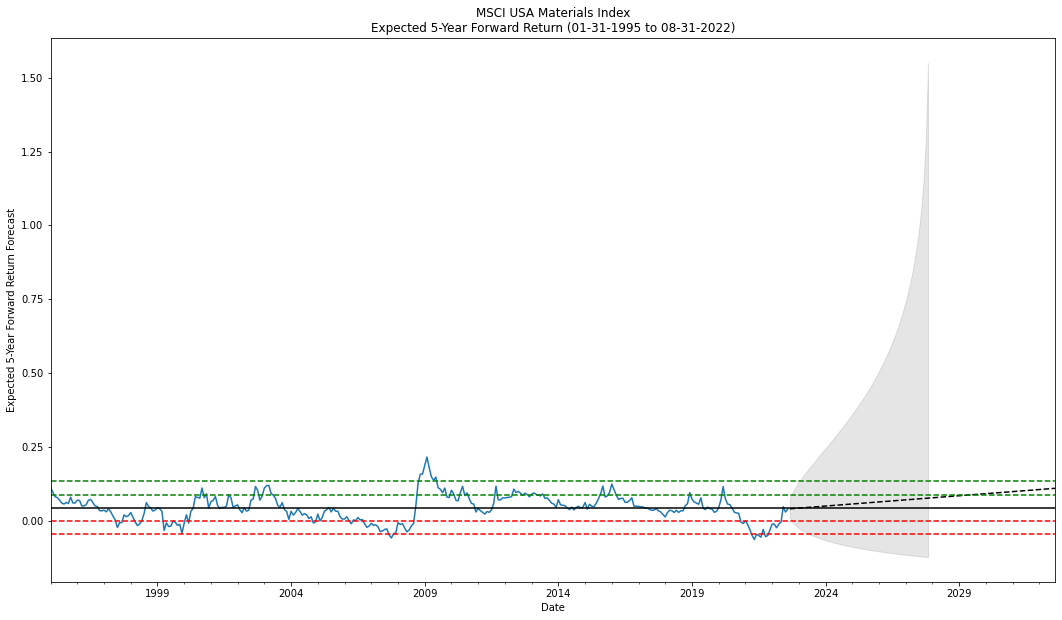 MSCI USA Materials Index
Expected 5-Year Forward Return (01-31-1995 to 08-31-2022)
Expected 5-Year Forward Return Forecast
1.50
1.25
1.00
0.75
0.50
0.25
0.00
1999 2004 2009 2014 2019 2024 2029
Date